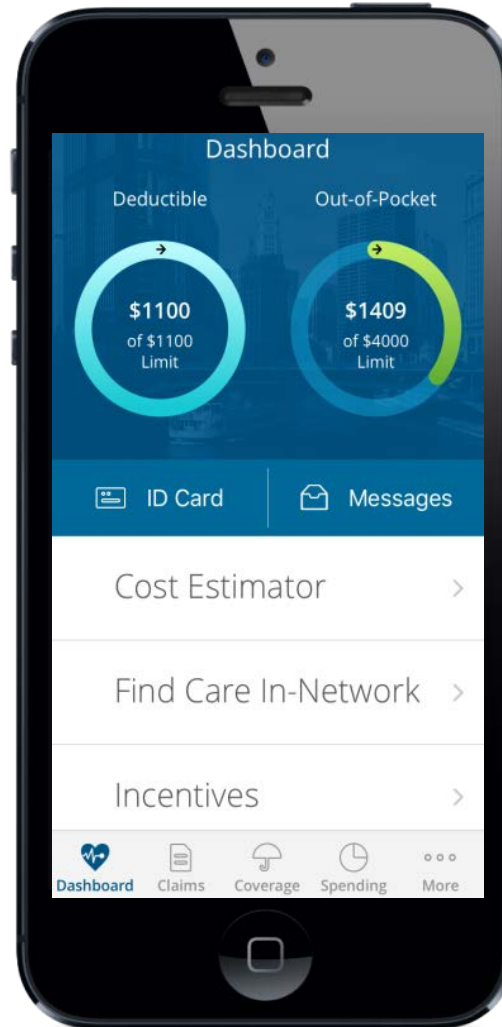 Dashboard
Deductible
Out-of-Pocket
$1100
of $1100
Limit
$1409
of $4000
Limit
ID Card
Messages
Cost Estimator
Find Care In-Network
Incentives
Dashboard
Claims
Coverage
Spending
More